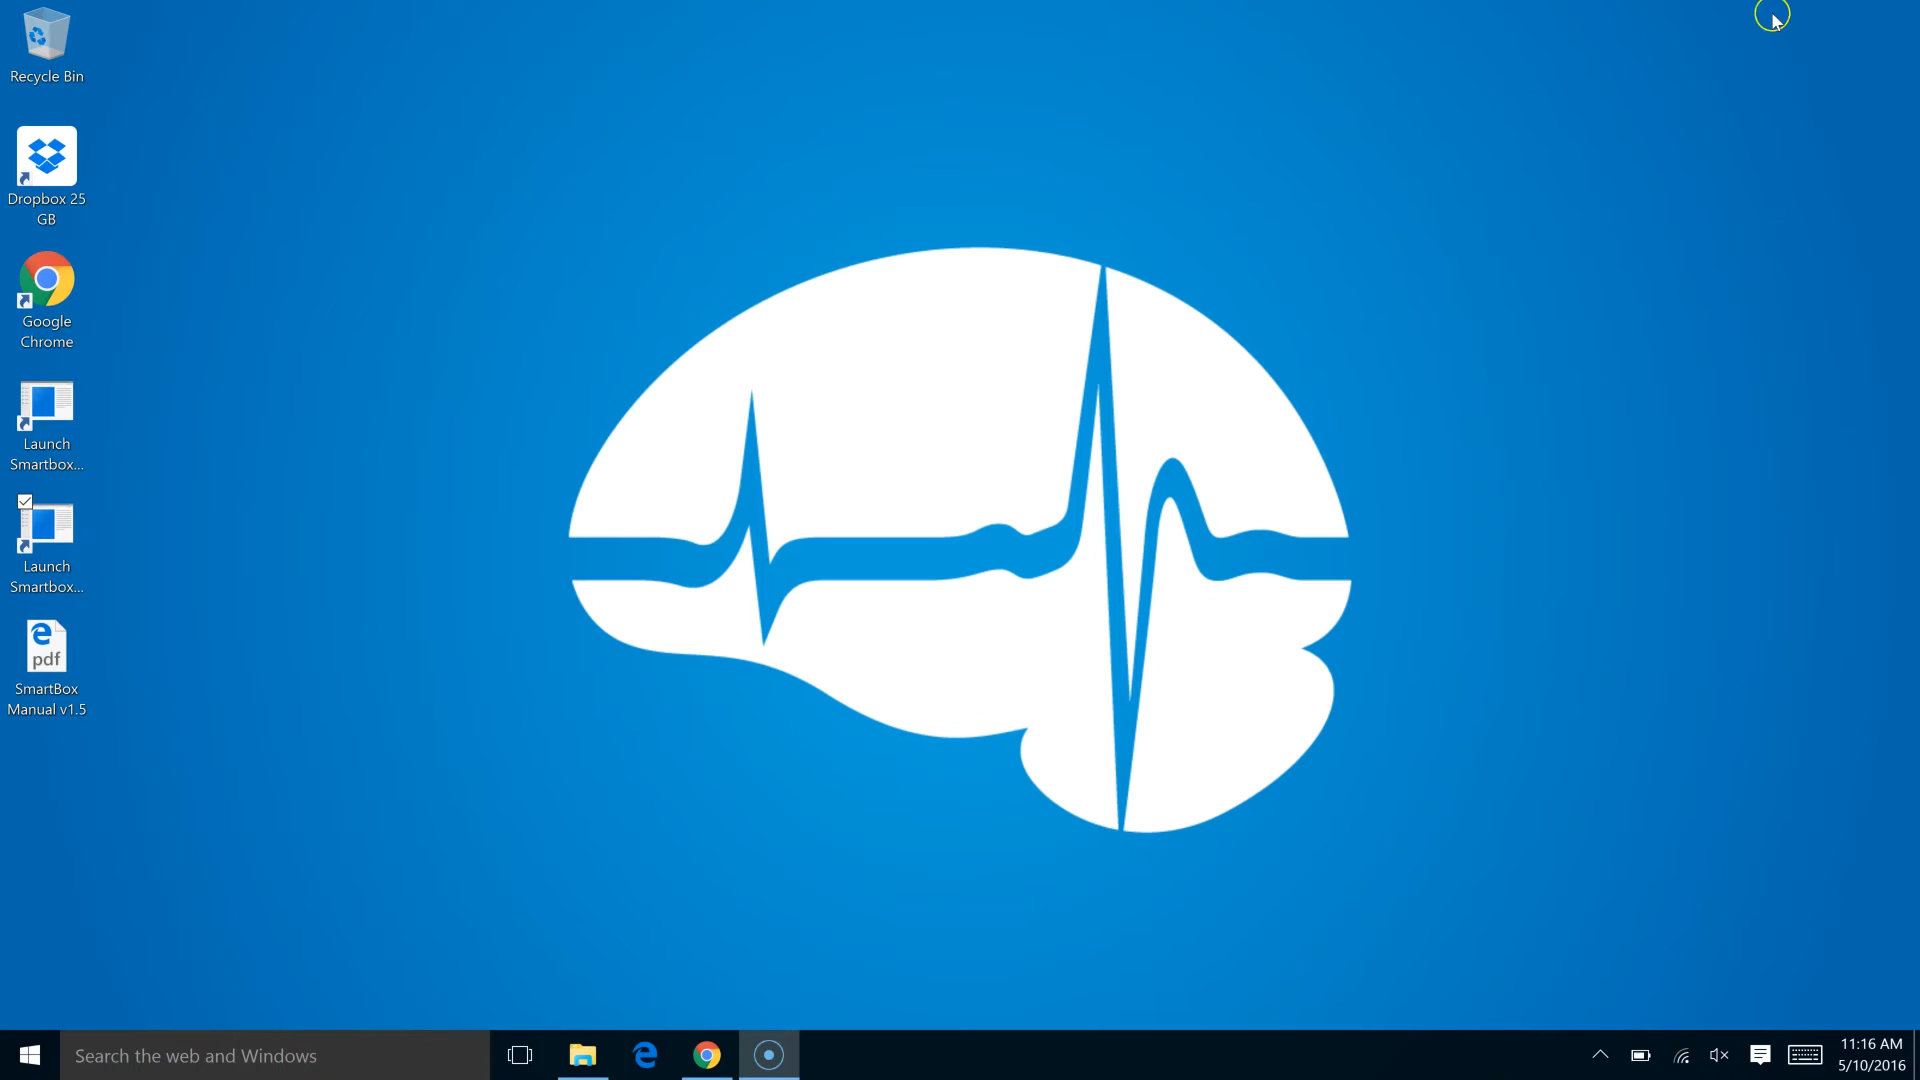 Recycle Bin
Dropbox 25
GB
Google
Chrome
Launch
Smartbox...
Launch
Smartbox...
pdf
SmartBox
Manual v1.5
Search the web and Windows
11:16 AM
5/10/2016